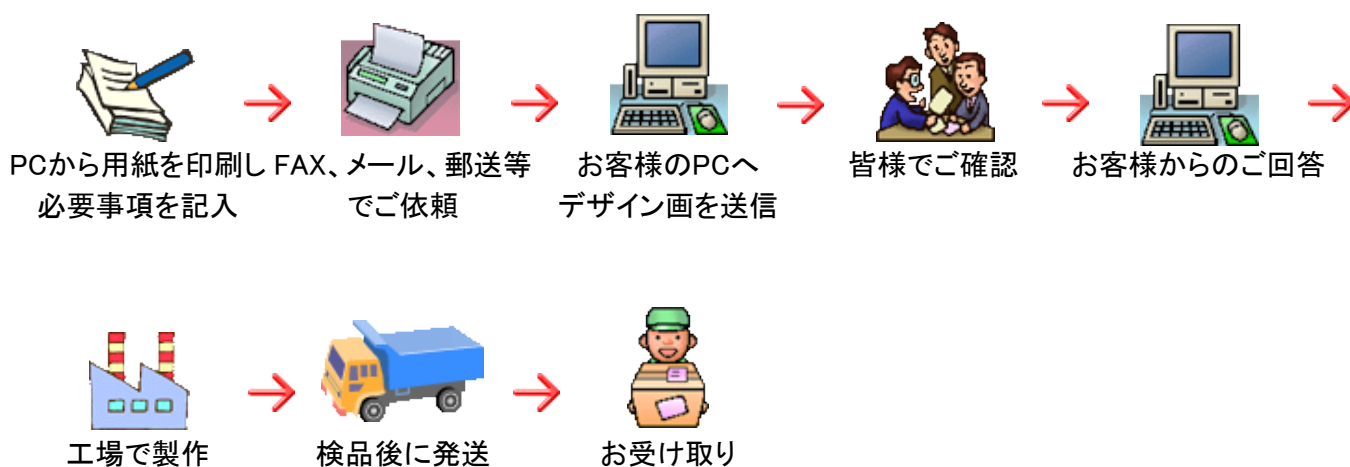 PCから用紙を印刷し
必要事項を記入
FAX、メール、郵送等
でご依頼
お客様のPCへ
デザイン画を送信
皆様でご確認
お客様からのご回答
工場で製作
検品後に発送
お受け取り